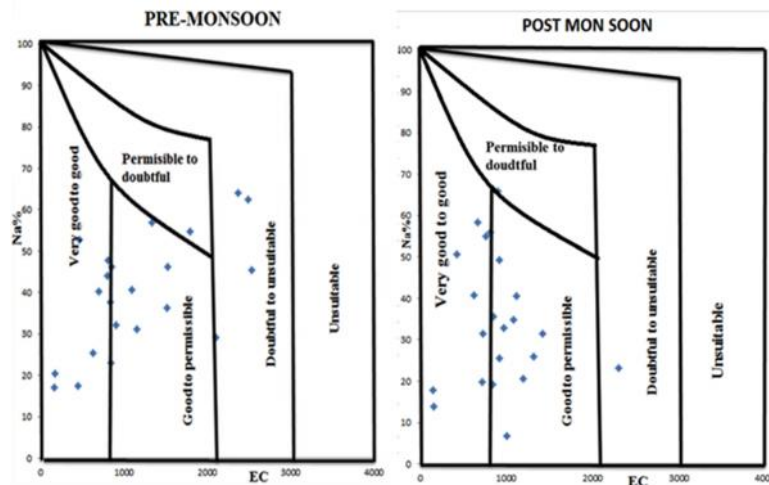 PRE-MONSOON
100
90
80
70
60
50
40
30
20
10
0
Na%
Very good to good
Permisible to
doubtful
Good to permissible
Doubtful to unsuitable
Unsuitable
0
1000
2000
3000
4000
EC
POST MON SOON
100
90
80
70
60
50
40
30
20
10
0
Na%
Very good to good
Permisible to
doudtful
Good to permissible
Doubtful to unsuitable
Unsuitable
0
1000
2000
3000
400
EC